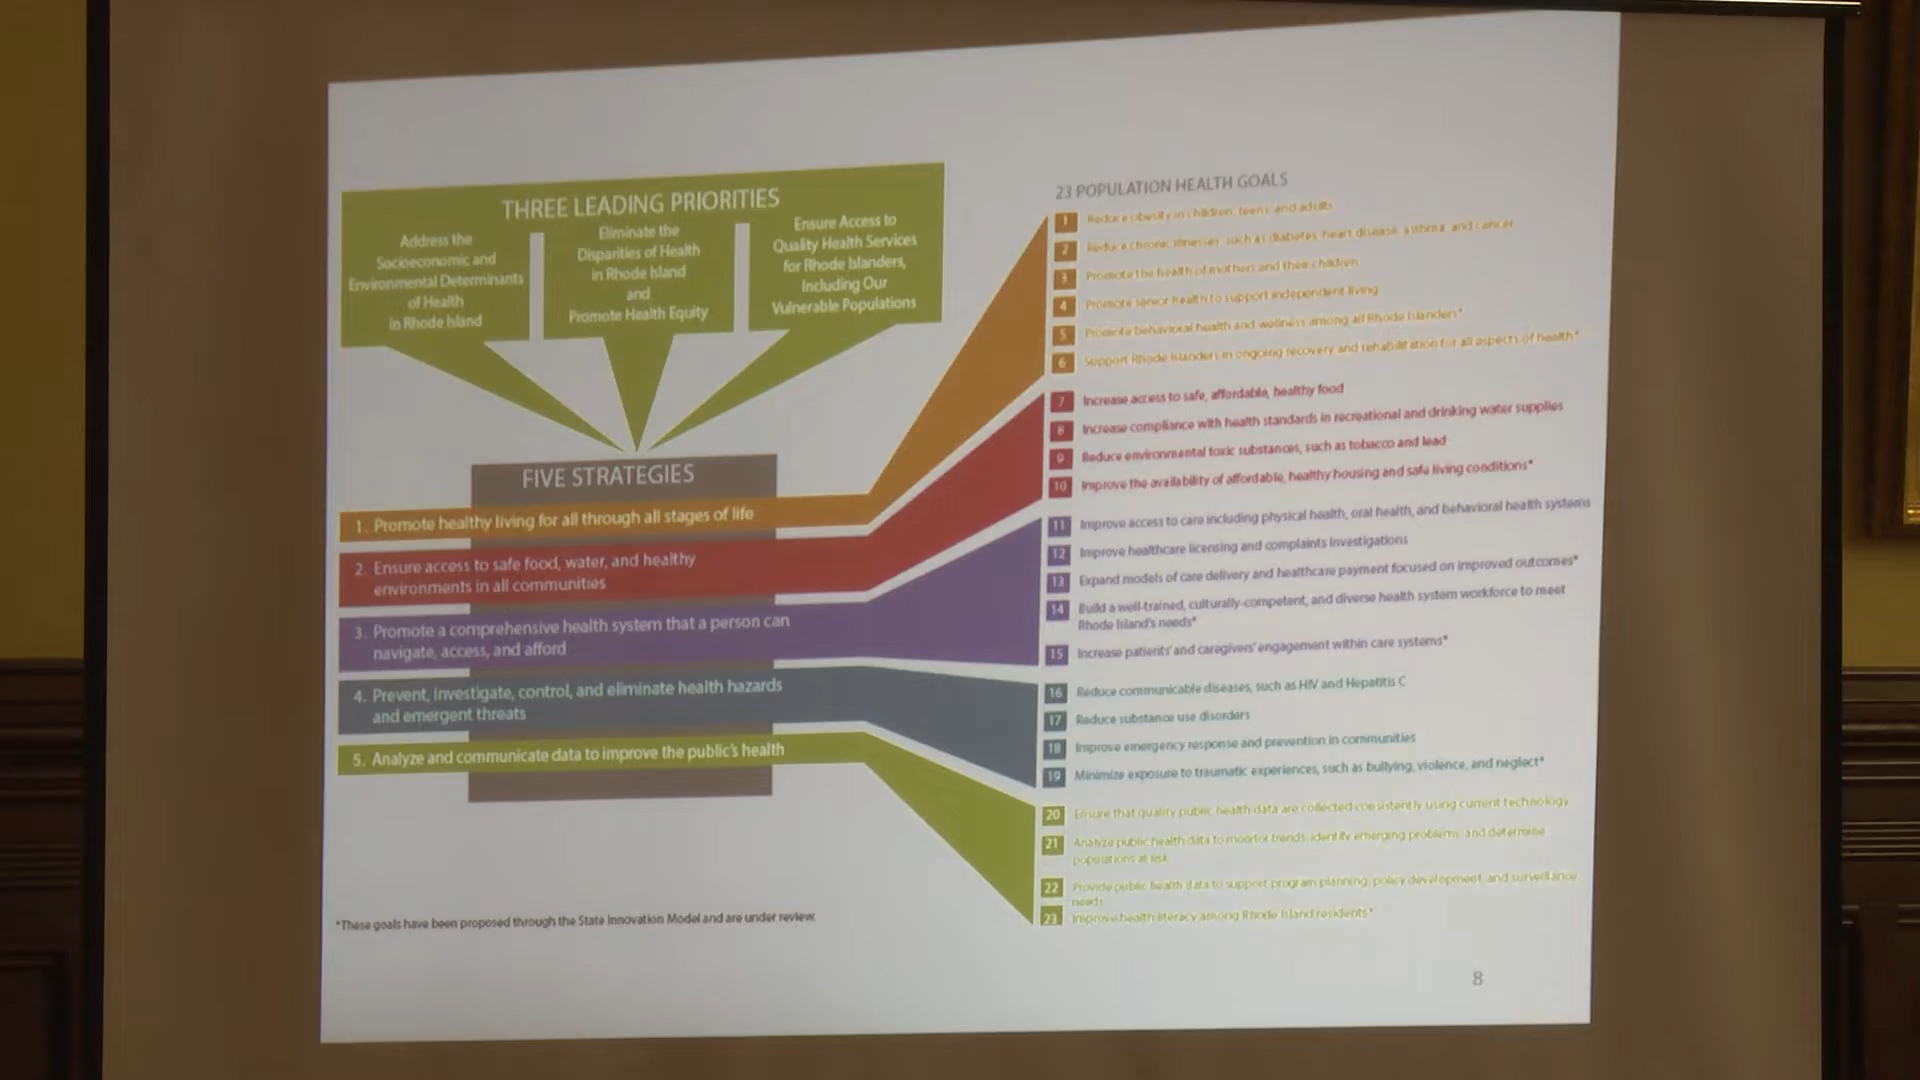 THREE LEADING PRIORITIES
Address the
Socioeconomic and
Environmental Determinants
of Health
in Rhode Island
Eliminate the
Disparities of Health
in Rhode Island
and
Promote Health Equity
Ensure Access to
Quality Health Services
for Rhode Islanders,
Including Our
Vulnerable Populations
FIVE STRATEGIES
1. Promote healthy living for all through all stages of life
2. Ensure access to safe food, water, and healthy
environments in all communities
3. Promote a comprehensive health system that a person can
navigate, access, and afford
4. Prevent, investigate, control, and eliminate health hazards
and emergent threats
5. Analyze and communicate data to improve the public's health
*These goals have been proposed through the State Innovation Model and are under review.
23 POPULATION HEALTH GOALS
1 Reduce obesity in children, teens, and adults
2 Reduce chronic illnesses, such as diabetes, heart disease, asthma, and cancer
3 Promote the health of mothers and their children
4 Promote senior health to support independent living
5 Promote behavioral health and wellness among all Rhode Islanders*
6 Support Rhode Islanders in ongoing recovery and rehabilitation for all aspects of health*
7 Increase access to safe, affordable, healthy food
8 Increase compliance with health standards in recreational and drinking water supplies
9 Reduce environmental toxic substances, such as tobacco and lead
10 Improve the availability of affordable, healthy housing and safe living conditions*
11 Improve access to care including physical health, oral health, and behavioral health systems
12 Improve healthcare licensing and complaints investigations
13 Expand models of care delivery and healthcare payment focused on improved outcomes*
14 Build a well-trained, culturally-competent, and diverse health system workforce to meet
Rhode Island's needs*
15 Increase patients' and caregivers' engagement within care systems*
16 Reduce communicable diseases, such as HIV and Hepatitis C
17 Reduce substance use disorders
18 Improve emergency response and prevention in communities
19 Minimize exposure to traumatic experiences, such as bullying, violence, and neglect*
20 Ensure that quality public health data are collected consistently using current technology
21 Analyze public health data to monitor trends, identify emerging problems, and determine
populations at risk
22 Provide public health data to support program planning, policy development, and surveillance
needs
23 Improve health literacy among Rhode Island residents*
8